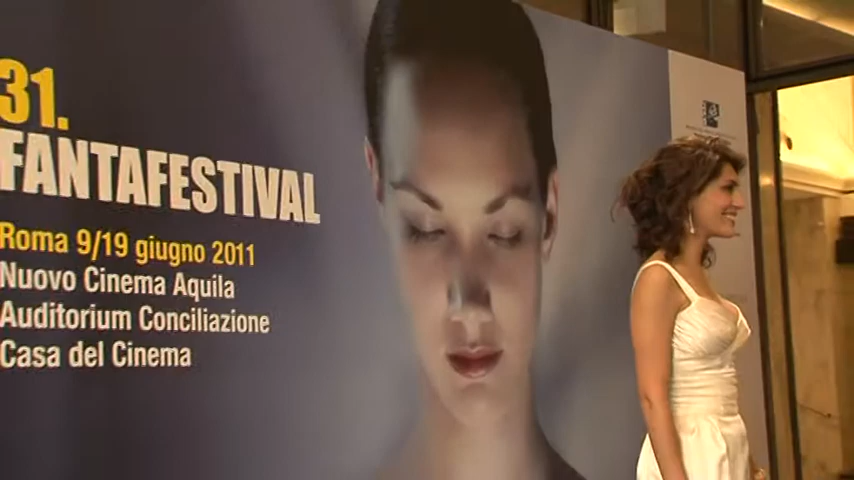 31.
FANTAFESTIVAL
Roma 9/19 giugno 2011
Nuovo Cinema Aquila
Auditorium Conciliazione
Casa del Cinema